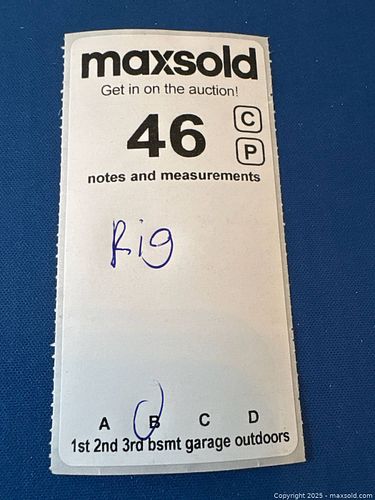 maxsold
Get in on the auction!
46
C
P
notes and measurements
Rig
A B C D
1st 2nd 3rd bsmt garage outdoors
Copyright 2025 - maxsold.com